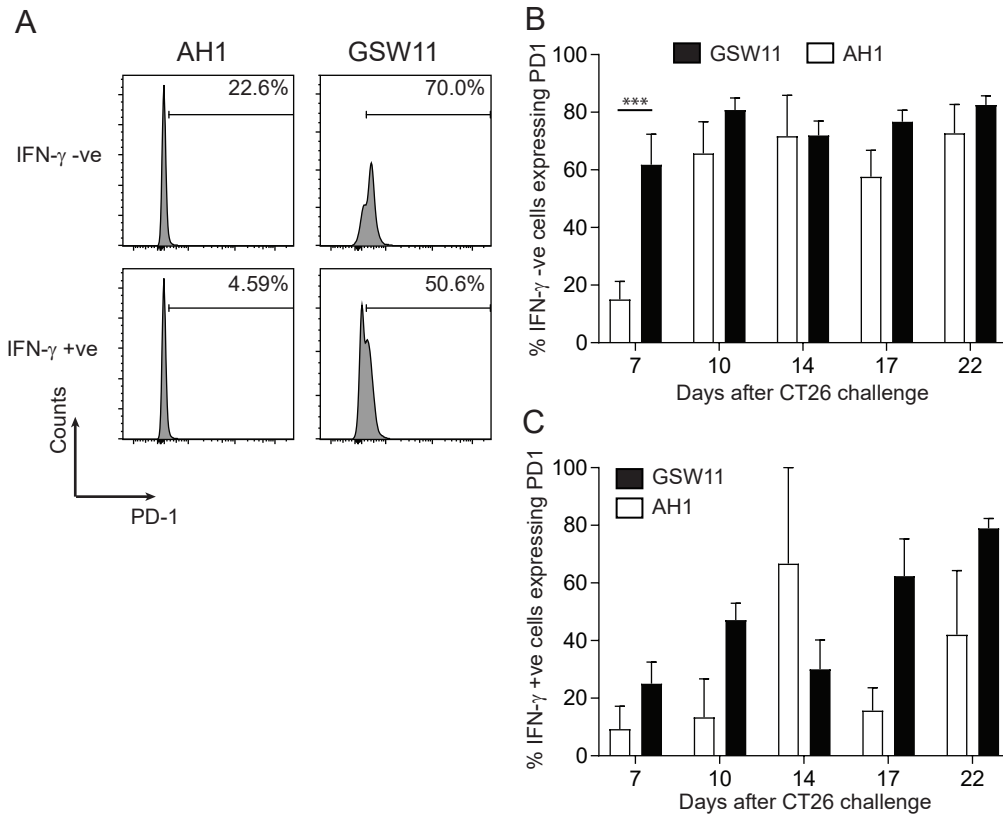 A
AH1
GSW11
IFN-γ -ve
22.6%
70.0%
IFN-γ +ve
4.59%
50.6%
Counts
PD-1
B
% IFN-γ -ve cells expressing PD1
GSW11
AH1
***
100
80
60
40
20
0
7 10 14 17 22
Days after CT26 challenge
C
% IFN-γ +ve cells expressing PD1
GSW11
AH1
100
80
60
40
20
0
7 10 14 17 22
Days after CT26 challenge